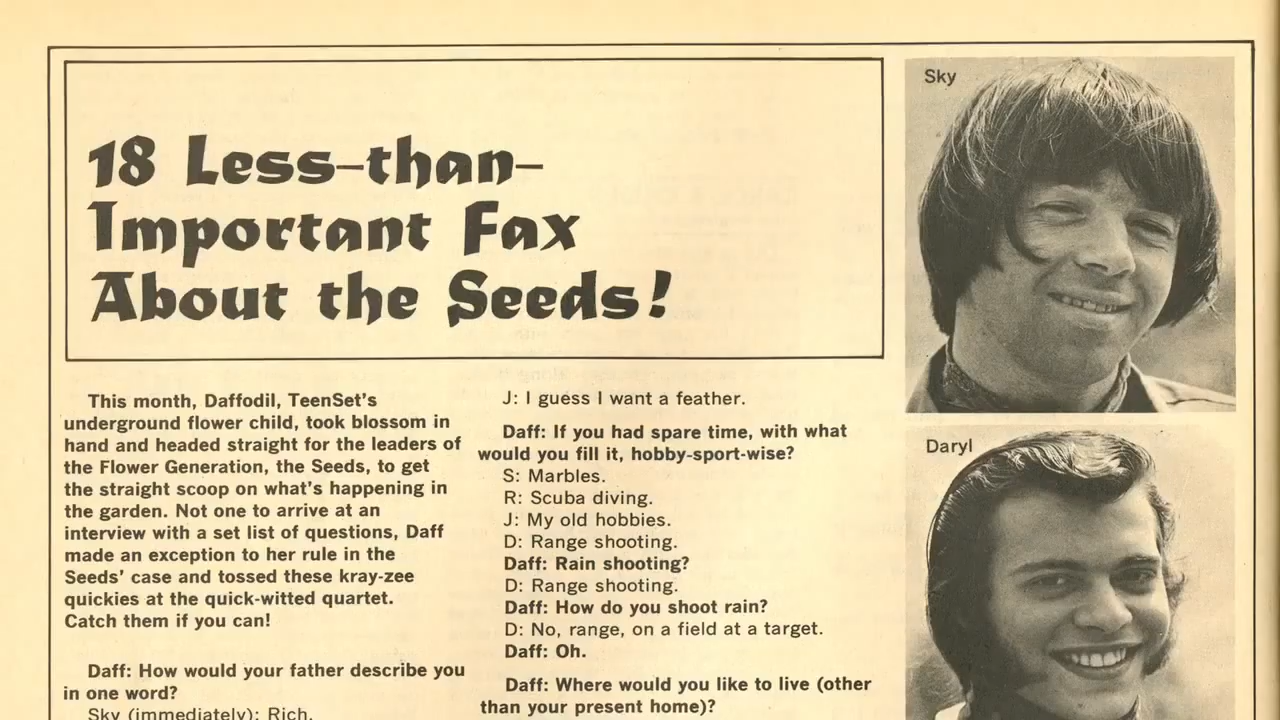 18 Less-than-
Important Fax
About the Seeds!
This month, Daffodil, TeenSet's
underground flower child, took blossom in
hand and headed straight for the leaders of
the Flower Generation, the Seeds, to get
the straight scoop on what's happening in
the garden. Not one to arrive at an
interview with a set list of questions, Daff
made an exception to her rule in the
Seeds' case and tossed these kray-zee
quickies at the quick-witted quartet.
Catch them if you can!
Daff: How would your father describe you
in one word?
Sky (immediately): Rich.
J: I guess I want a feather.
Daff: If you had spare time, with what
would you fill it, hobby-sport-wise?
S: Marbles.
R: Scuba diving.
J: My old hobbies.
D: Range shooting.
Daff: Rain shooting?
D: Range shooting.
Daff: How do you shoot rain?
D: No, range, on a field at a target.
Daff: Oh.
Daff: Where would you like to live (other
than your present home)?
Sky
Daryl